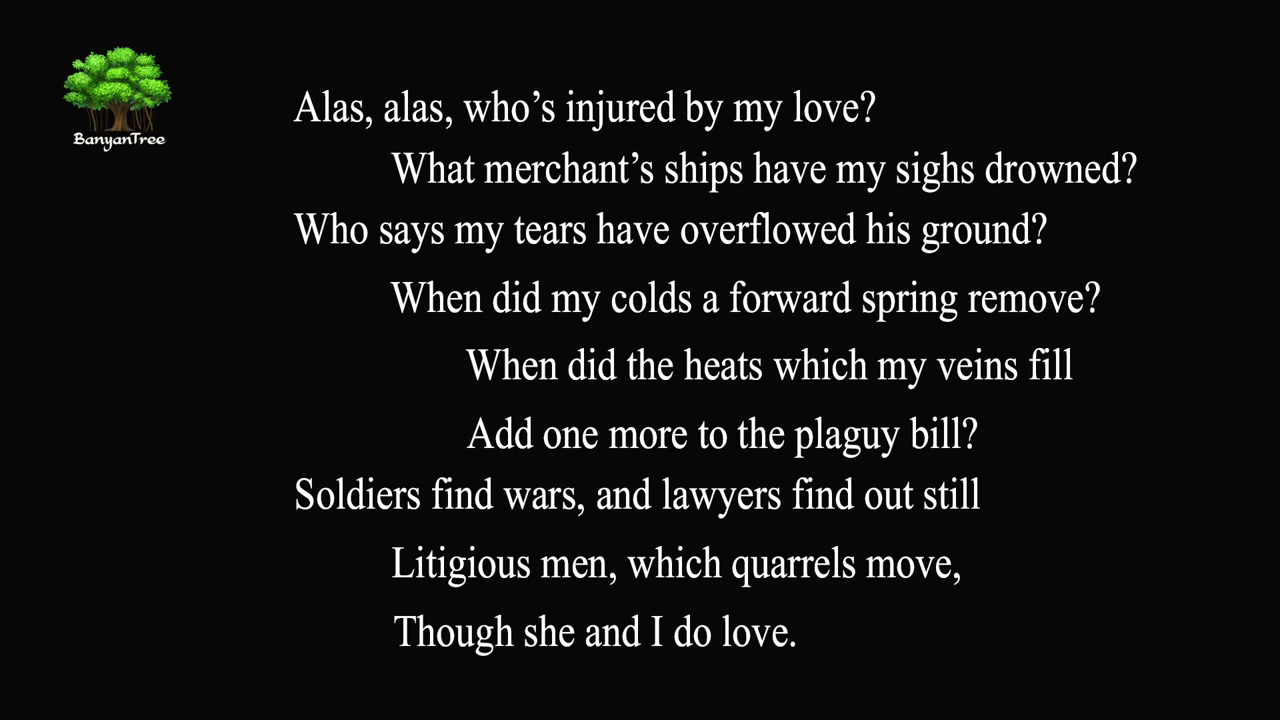 BanyanTree
Alas, alas, who’s injured by my love?
What merchant’s ships have my sighs drowned?
Who says my tears have overflowed his ground?
When did my colds a forward spring remove?
When did the heats which my veins fill
Add one more to the plaguy bill?
Soldiers find wars, and lawyers find out still
Litigious men, which quarrels move,
Though she and I do love.